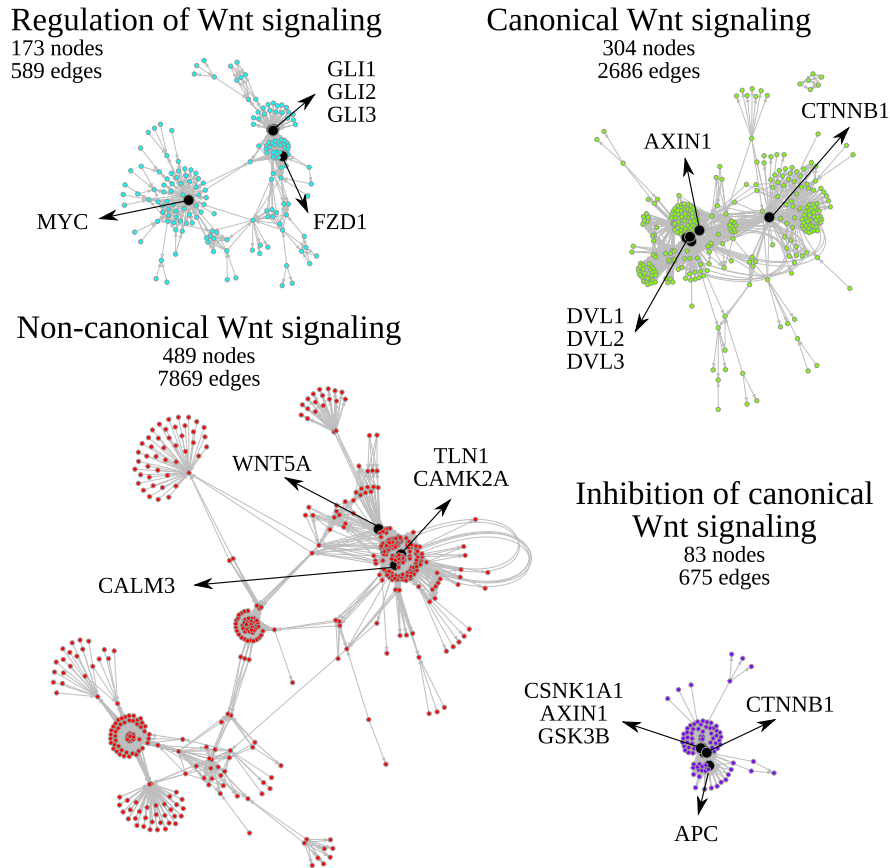 Regulation of Wnt signaling
173 nodes
589 edges
GLI1
GLI2
GLI3
MYC
FZD1
Canonical Wnt signaling
304 nodes
2686 edges
CTNNB1
AXIN1
DVL1
DVL2
DVL3
Non-canonical Wnt signaling
489 nodes
7869 edges
WNT5A
TLN1
CAMK2A
CALM3
Inhibition of canonical
Wnt signaling
83 nodes
675 edges
CSNK1A1
AXIN1
GSK3B
CTNNB1
APC